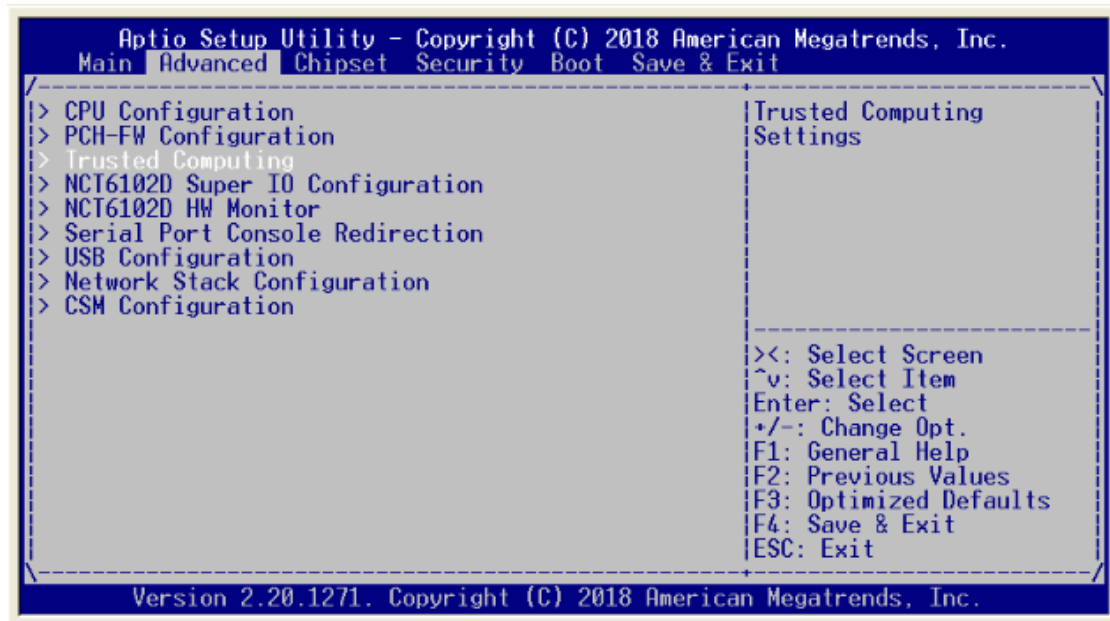 Aptio Setup Utility - Copyright (C) 2018 American Megatrends, Inc.
Main Advanced Chipset Security Boot Save & Exit
> CPU Configuration
> PCH-FW Configuration
> Trusted Computing
> NCT6102D Super IO Configuration
> NCT6102D HW Monitor
> Serial Port Console Redirection
> USB Configuration
> Network Stack Configuration
> CSM Configuration
Trusted Computing
Settings
><: Select Screen
^v: Select Item
Enter: Select
+/-: Change Opt.
F1: General Help
F2: Previous Values
F3: Optimized Defaults
F4: Save & Exit
ESC: Exit
Version 2.20.1271. Copyright (C) 2018 American Megatrends, Inc.